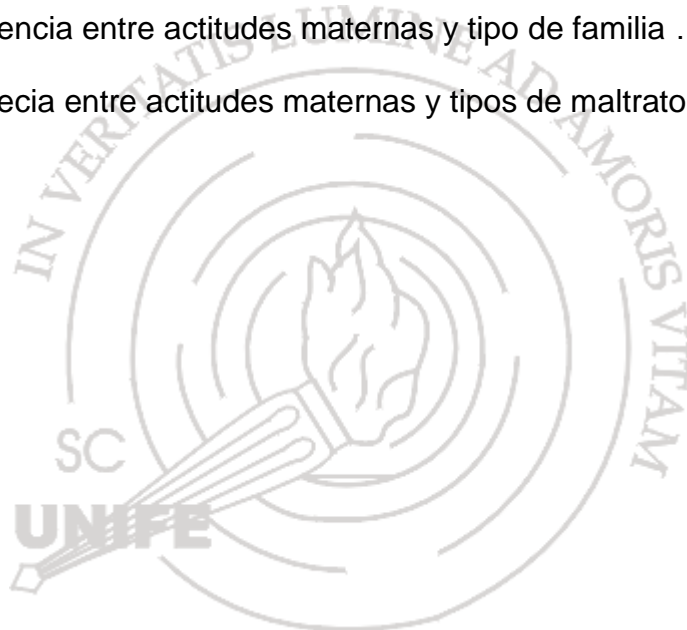 encia entre actitudes maternas y tipo de familia .
ecia entre actitudes maternas y tipos de maltrato
IN VERITATIS LUMINE AD AMORIS VITAM
SC
UNIFE